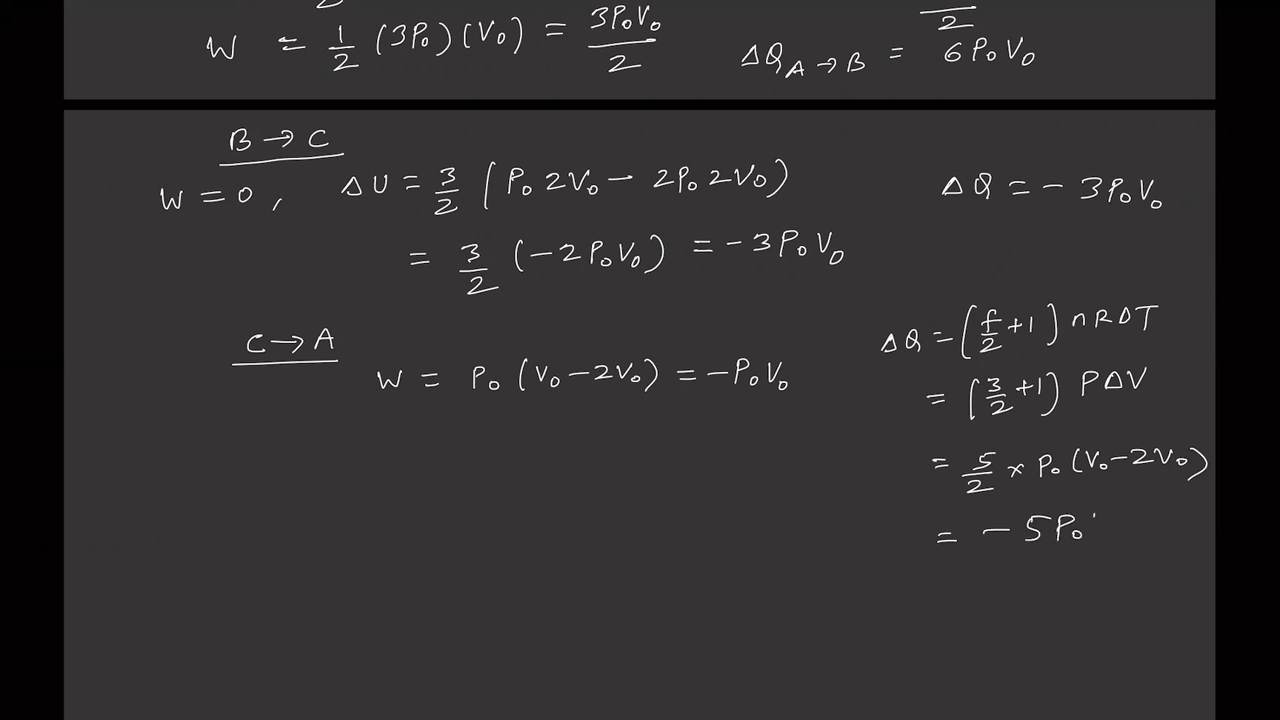 W = 1/2 (3P₀)(V₀) = 3P₀V₀/2
2
ΔQ A→B = 6P₀V₀
B → C
W = 0, ΔU = 3/2 (P₀ 2V₀ - 2P₀ 2V₀)
ΔQ = - 3P₀V₀
= 3/2 (-2P₀V₀) = -3P₀V₀
C → A
W = P₀ (V₀ - 2V₀) = -P₀V₀
ΔQ = (f/2 + 1) nRΔT
= (3/2 + 1) PΔV
= 5/2 × P₀ (V₀ - 2V₀)
= - 5P₀